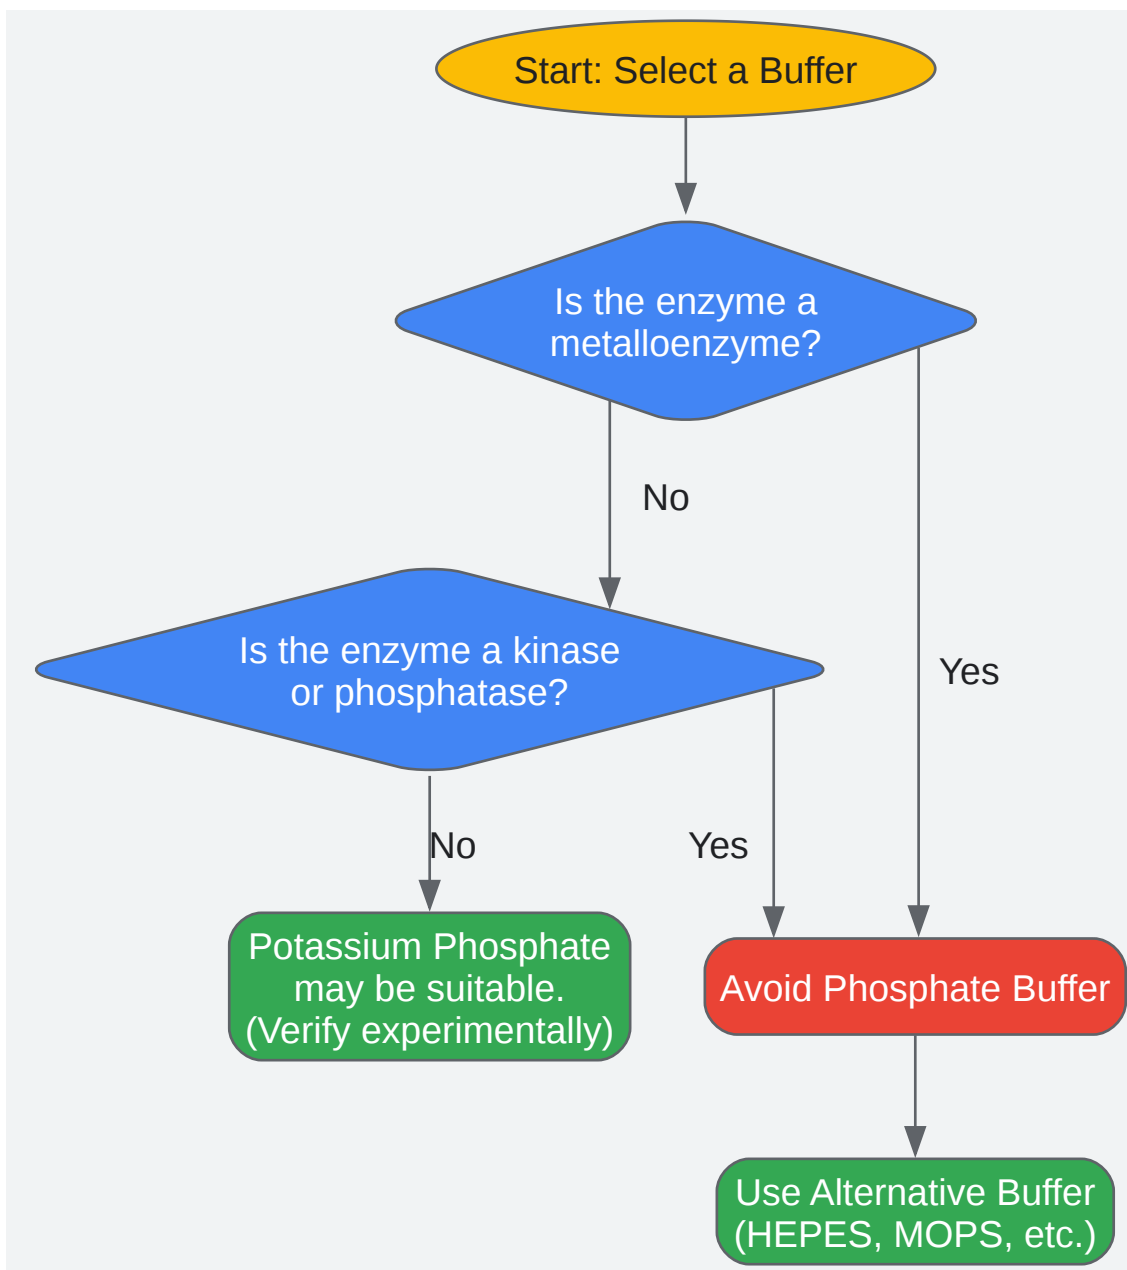 Start: Select a Buffer
Is the enzyme a
metalloenzyme?
No
Is the enzyme a kinase
or phosphatase?
Yes
No
Yes
Potassium Phosphate
may be suitable.
(Verify experimentally)
Avoid Phosphate Buffer
Use Alternative Buffer
(HEPES, MOPS, etc.)